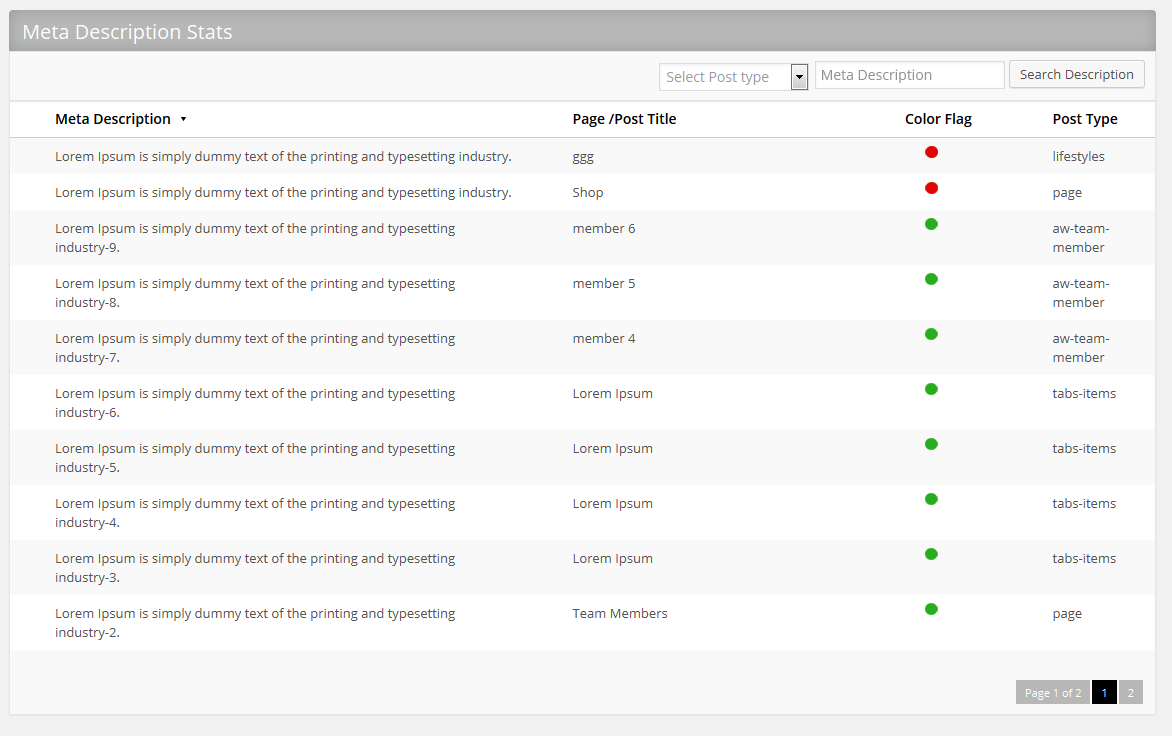 Meta Description Stats
Select Post type Meta Description Search Description
Meta Description Page /Post Title Color Flag Post Type
Lorem Ipsum is simply dummy text of the printing and typesetting industry. ggg lifestyles
Lorem Ipsum is simply dummy text of the printing and typesetting industry. Shop page
Lorem Ipsum is simply dummy text of the printing and typesetting member 6 aw-team-
industry-9. member
Lorem Ipsum is simply dummy text of the printing and typesetting member 5 aw-team-
industry-8. member
Lorem Ipsum is simply dummy text of the printing and typesetting member 4 aw-team-
industry-7. member
Lorem Ipsum is simply dummy text of the printing and typesetting Lorem Ipsum tabs-items
industry-6.
Lorem Ipsum is simply dummy text of the printing and typesetting Lorem Ipsum tabs-items
industry-5.
Lorem Ipsum is simply dummy text of the printing and typesetting Lorem Ipsum tabs-items
industry-4.
Lorem Ipsum is simply dummy text of the printing and typesetting Lorem Ipsum tabs-items
industry-3.
Lorem Ipsum is simply dummy text of the printing and typesetting Team Members page
industry-2.
Page 1 of 2 1 2